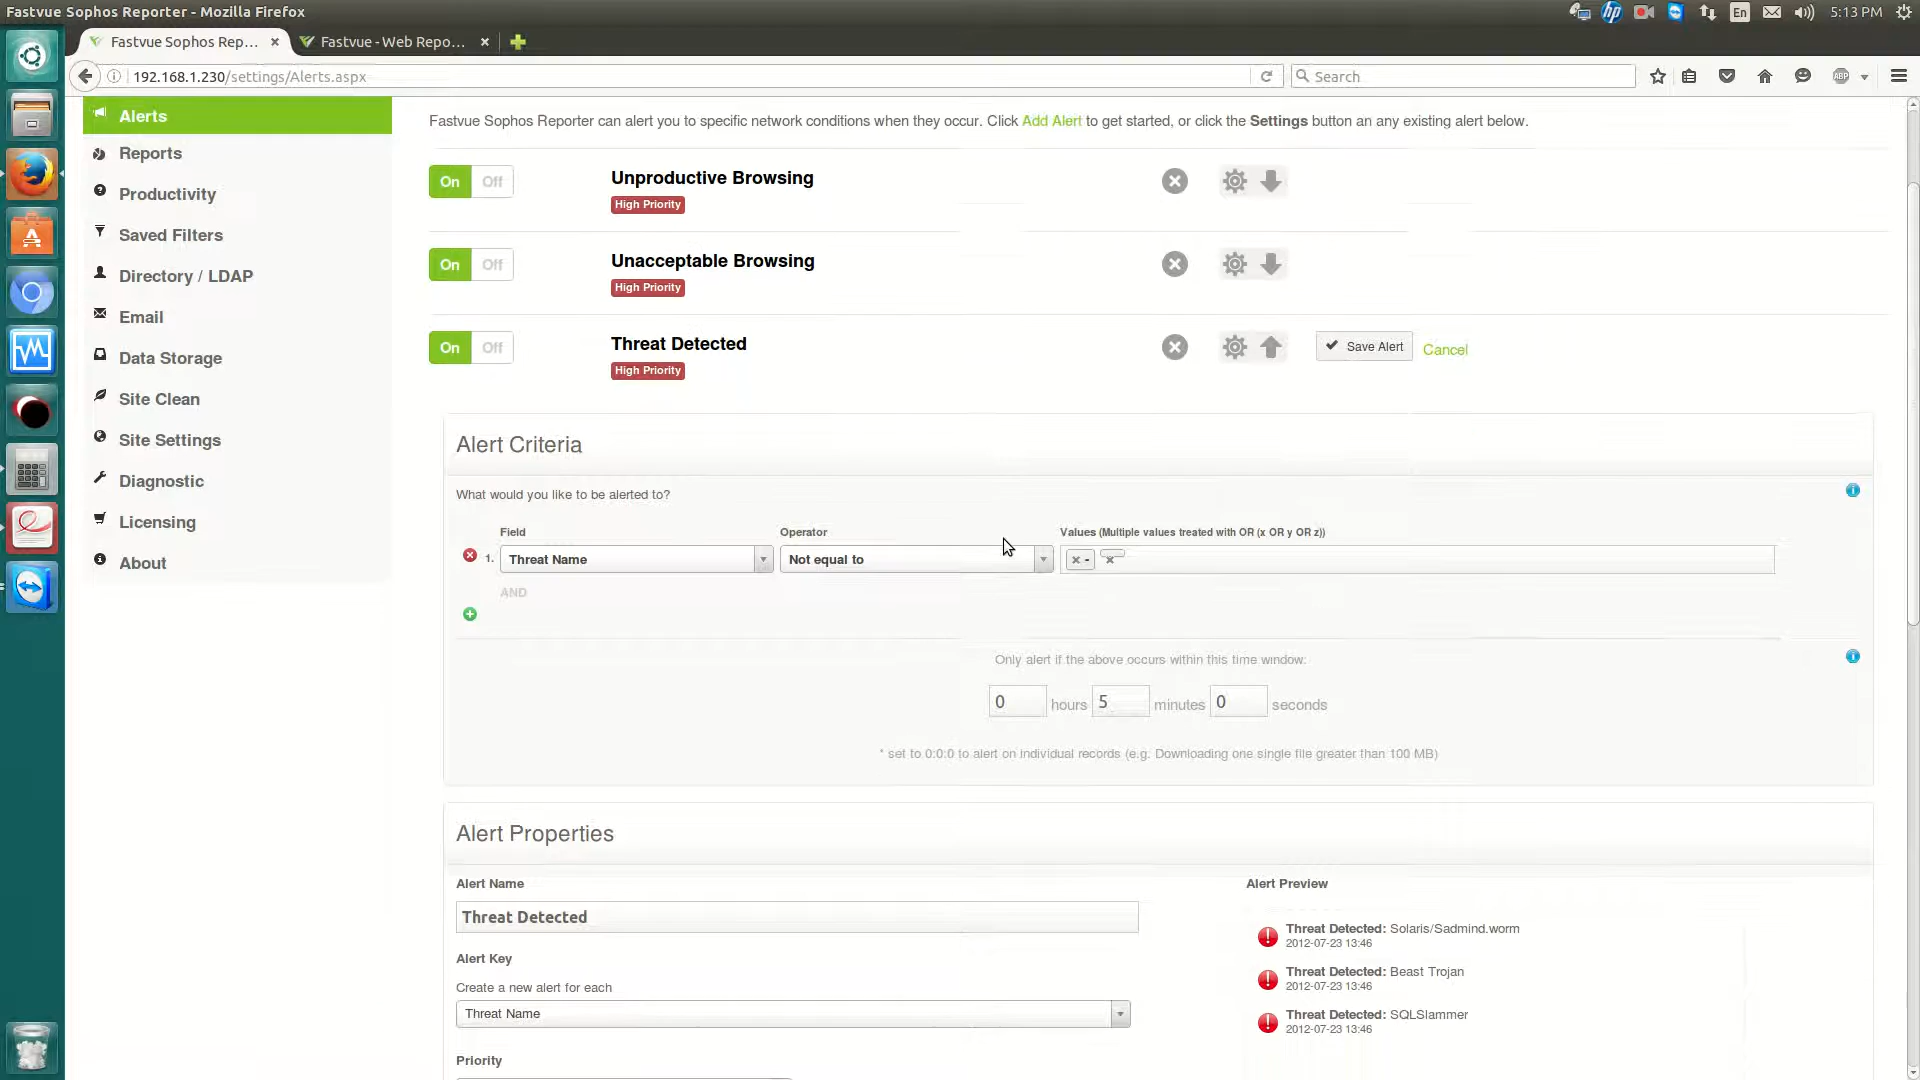 Fastvue Sophos Reporter - Mozilla Firefox
En
5:13 PM
Fastvue Sophos Rep...
Fastvue - Web Repo...
192.168.1.230/settings/Alerts.aspx
Search
ABP
Alerts
Reports
Productivity
Saved Filters
Directory / LDAP
Email
Data Storage
Site Clean
Site Settings
Diagnostic
Licensing
About
Fastvue Sophos Reporter can alert you to specific network conditions when they occur. Click Add Alert to get started, or click the Settings button an any existing alert below.
On Off
Unproductive Browsing
High Priority
On Off
Unacceptable Browsing
High Priority
On Off
Threat Detected
High Priority
Save Alert
Cancel
Alert Criteria
What would you like to be alerted to?
Field
Operator
Values (Multiple values treated with OR (x OR y OR z))
1. Threat Name
Not equal to
× -
×
AND
Only alert if the above occurs within this time window:
0 hours 5 minutes 0 seconds
* set to 0:0:0 to alert on individual records (e.g. Downloading one single file greater than 100 MB)
Alert Properties
Alert Name
Threat Detected
Alert Key
Create a new alert for each
Threat Name
Priority
Alert Preview
Threat Detected: Solaris/Sadmind.worm
2012-07-23 13:46
Threat Detected: Beast Trojan
2012-07-23 13:46
Threat Detected: SQLSlammer
2012-07-23 13:46